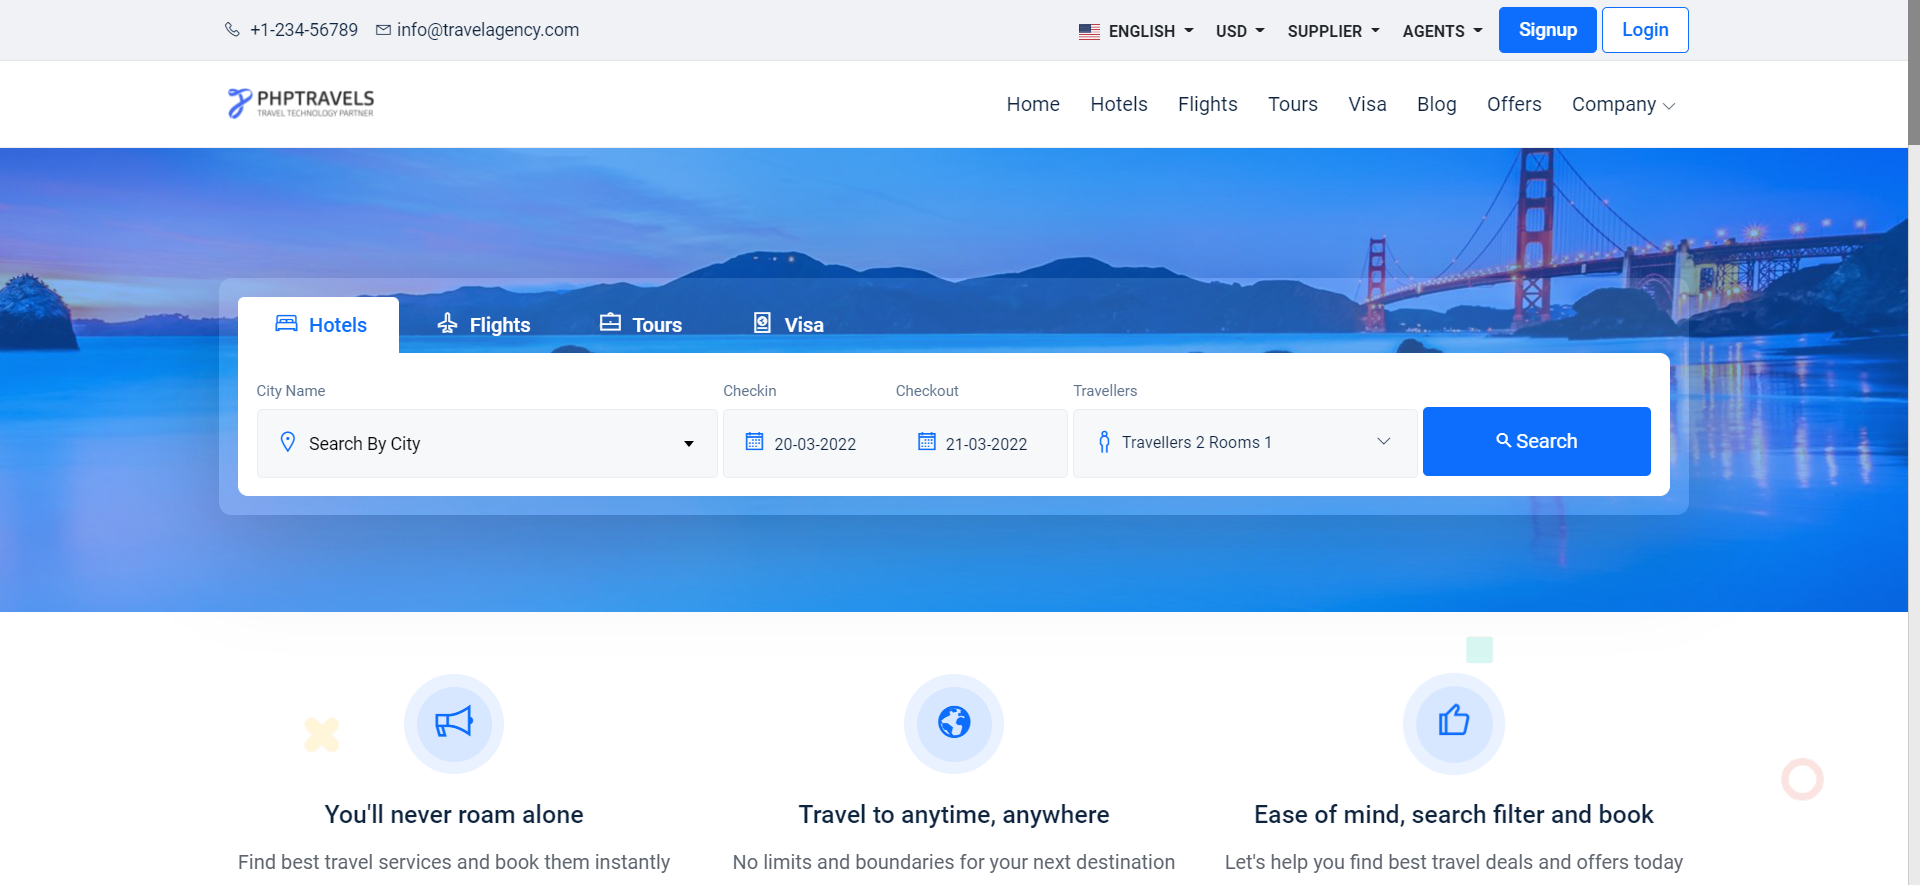 +1-234-56789 info@travelagency.com ENGLISH USD SUPPLIER AGENTS Signup Login
PHPTRAVELS
TRAVEL TECHNOLOGY PARTNER
Home Hotels Flights Tours Visa Blog Offers Company
Hotels Flights Tours Visa
City Name Checkin Checkout Travellers
Search By City 20-03-2022 21-03-2022 Travellers 2 Rooms 1 Search
You'll never roam alone
Find best travel services and book them instantly
Travel to anytime, anywhere
No limits and boundaries for your next destination
Ease of mind, search filter and book
Let's help you find best travel deals and offers today